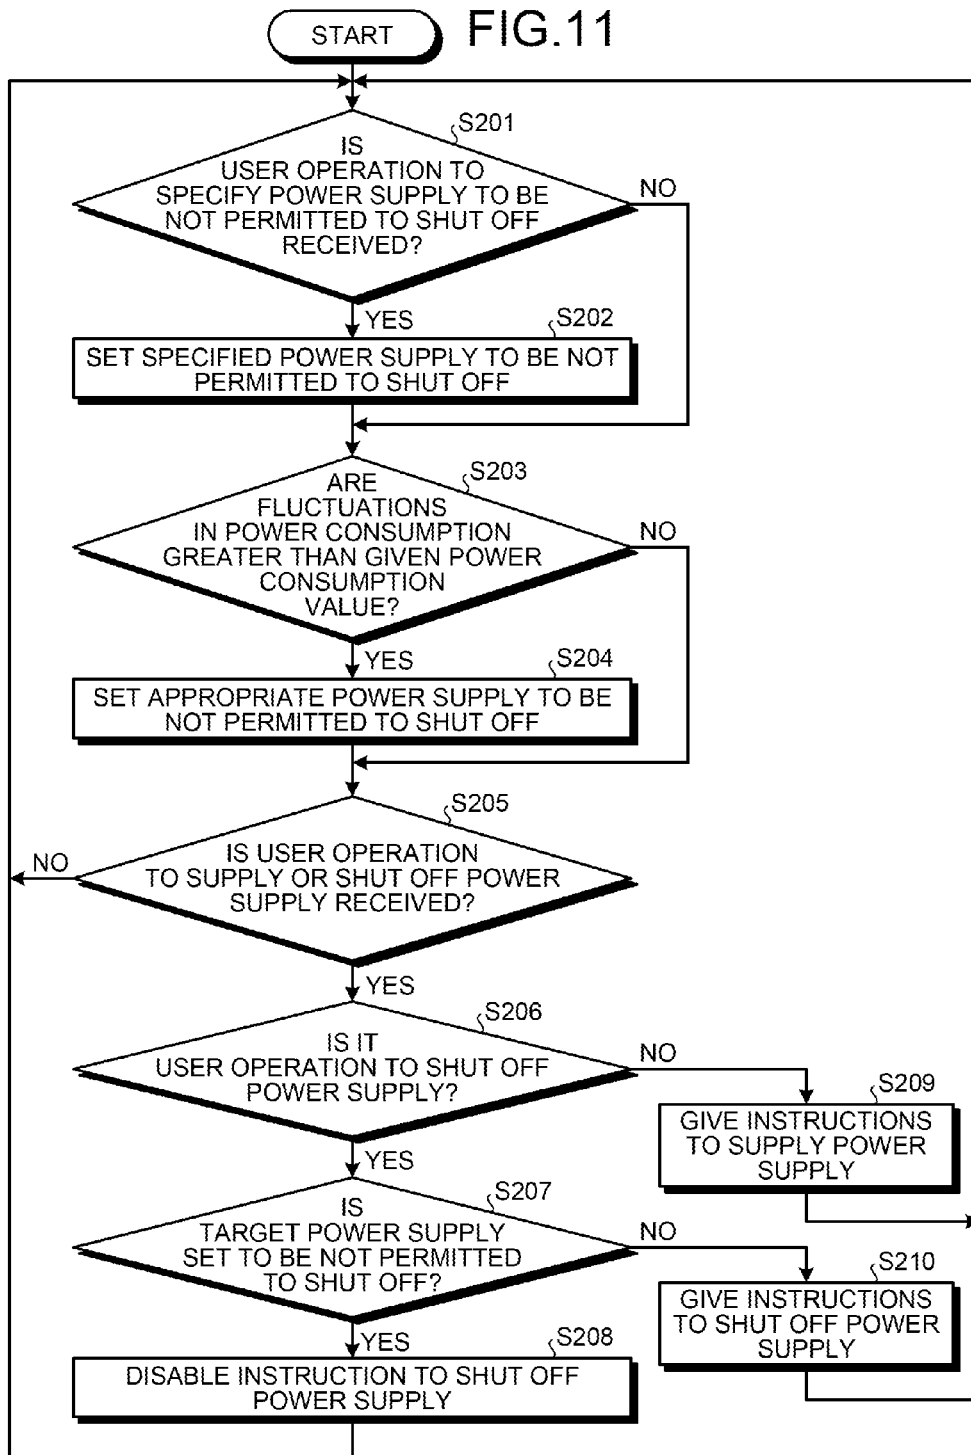 START
FIG.11
S201
IS
USER OPERATION TO
SPECIFY POWER SUPPLY TO BE
NOT PERMITTED TO SHUT OFF
RECEIVED?
NO
YES
S202
SET SPECIFIED POWER SUPPLY TO BE NOT
PERMITTED TO SHUT OFF
S203
ARE
FLUCTUATIONS
IN POWER CONSUMPTION
GREATER THAN GIVEN POWER
CONSUMPTION
VALUE?
NO
YES
S204
SET APPROPRIATE POWER SUPPLY TO BE
NOT PERMITTED TO SHUT OFF
S205
IS USER OPERATION
TO SUPPLY OR SHUT OFF POWER
SUPPLY RECEIVED?
NO
YES
S206
IS IT
USER OPERATION TO SHUT OFF
POWER SUPPLY?
NO
S209
GIVE INSTRUCTIONS
TO SUPPLY POWER
SUPPLY
YES
S207
IS
TARGET POWER SUPPLY
SET TO BE NOT PERMITTED
TO SHUT OFF?
NO
S210
GIVE INSTRUCTIONS
TO SHUT OFF POWER
SUPPLY
YES
S208
DISABLE INSTRUCTION TO SHUT OFF
POWER SUPPLY